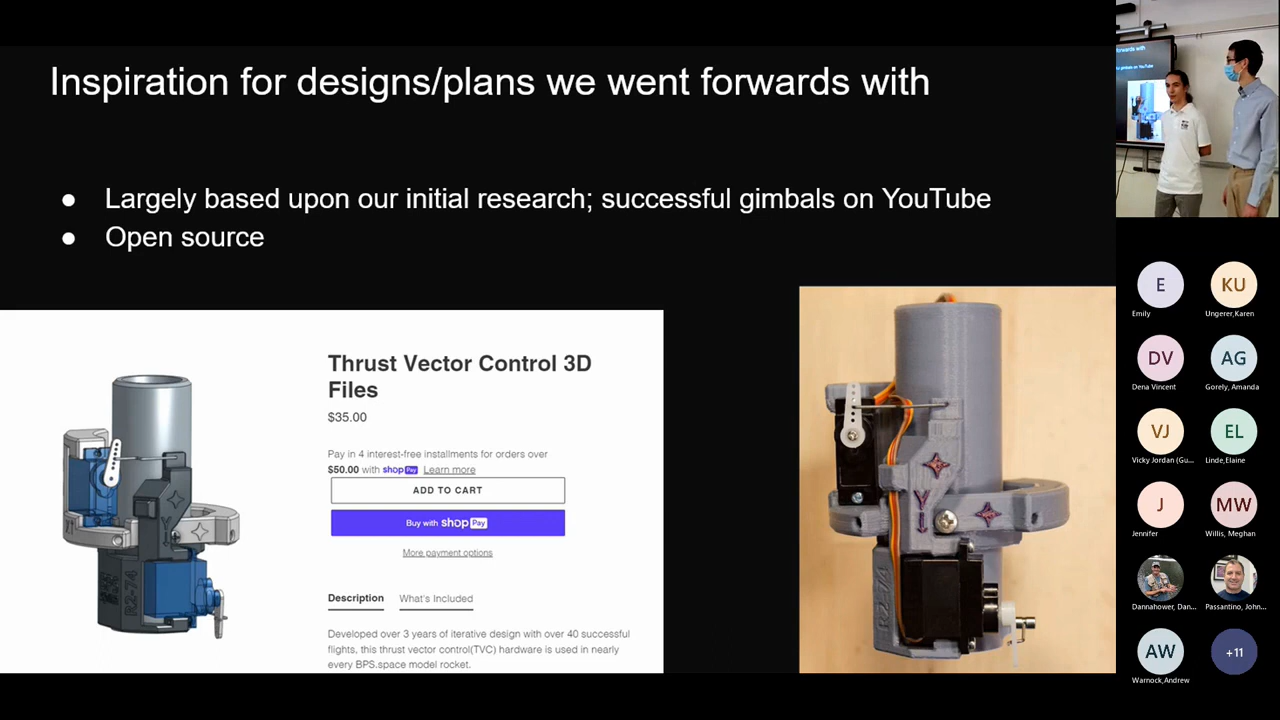 Inspiration for designs/plans we went forwards with
● Largely based upon our initial research; successful gimbals on YouTube
● Open source
Thrust Vector Control 3D
Files
$35.00
Pay in 4 interest-free installments for orders over
$50.00 with shop Pay Learn more
ADD TO CART
Buy with shop Pay
More payment options
Description What's Included
Developed over 3 years of iterative design with over 40 successful
flights, this thrust vector control(TVC) hardware is used in nearly
every BPS.space model rocket.
E KU
Emily Ungerer,Karen
DV AG
Dena Vincent Gorely, Amanda
VJ EL
Vicky Jordan (Gu... Linde,Elaine
J MW
Jennifer Willis, Meghan
Dannahower, Dan... Passantino, John...
AW +11
Warnock,Andrew